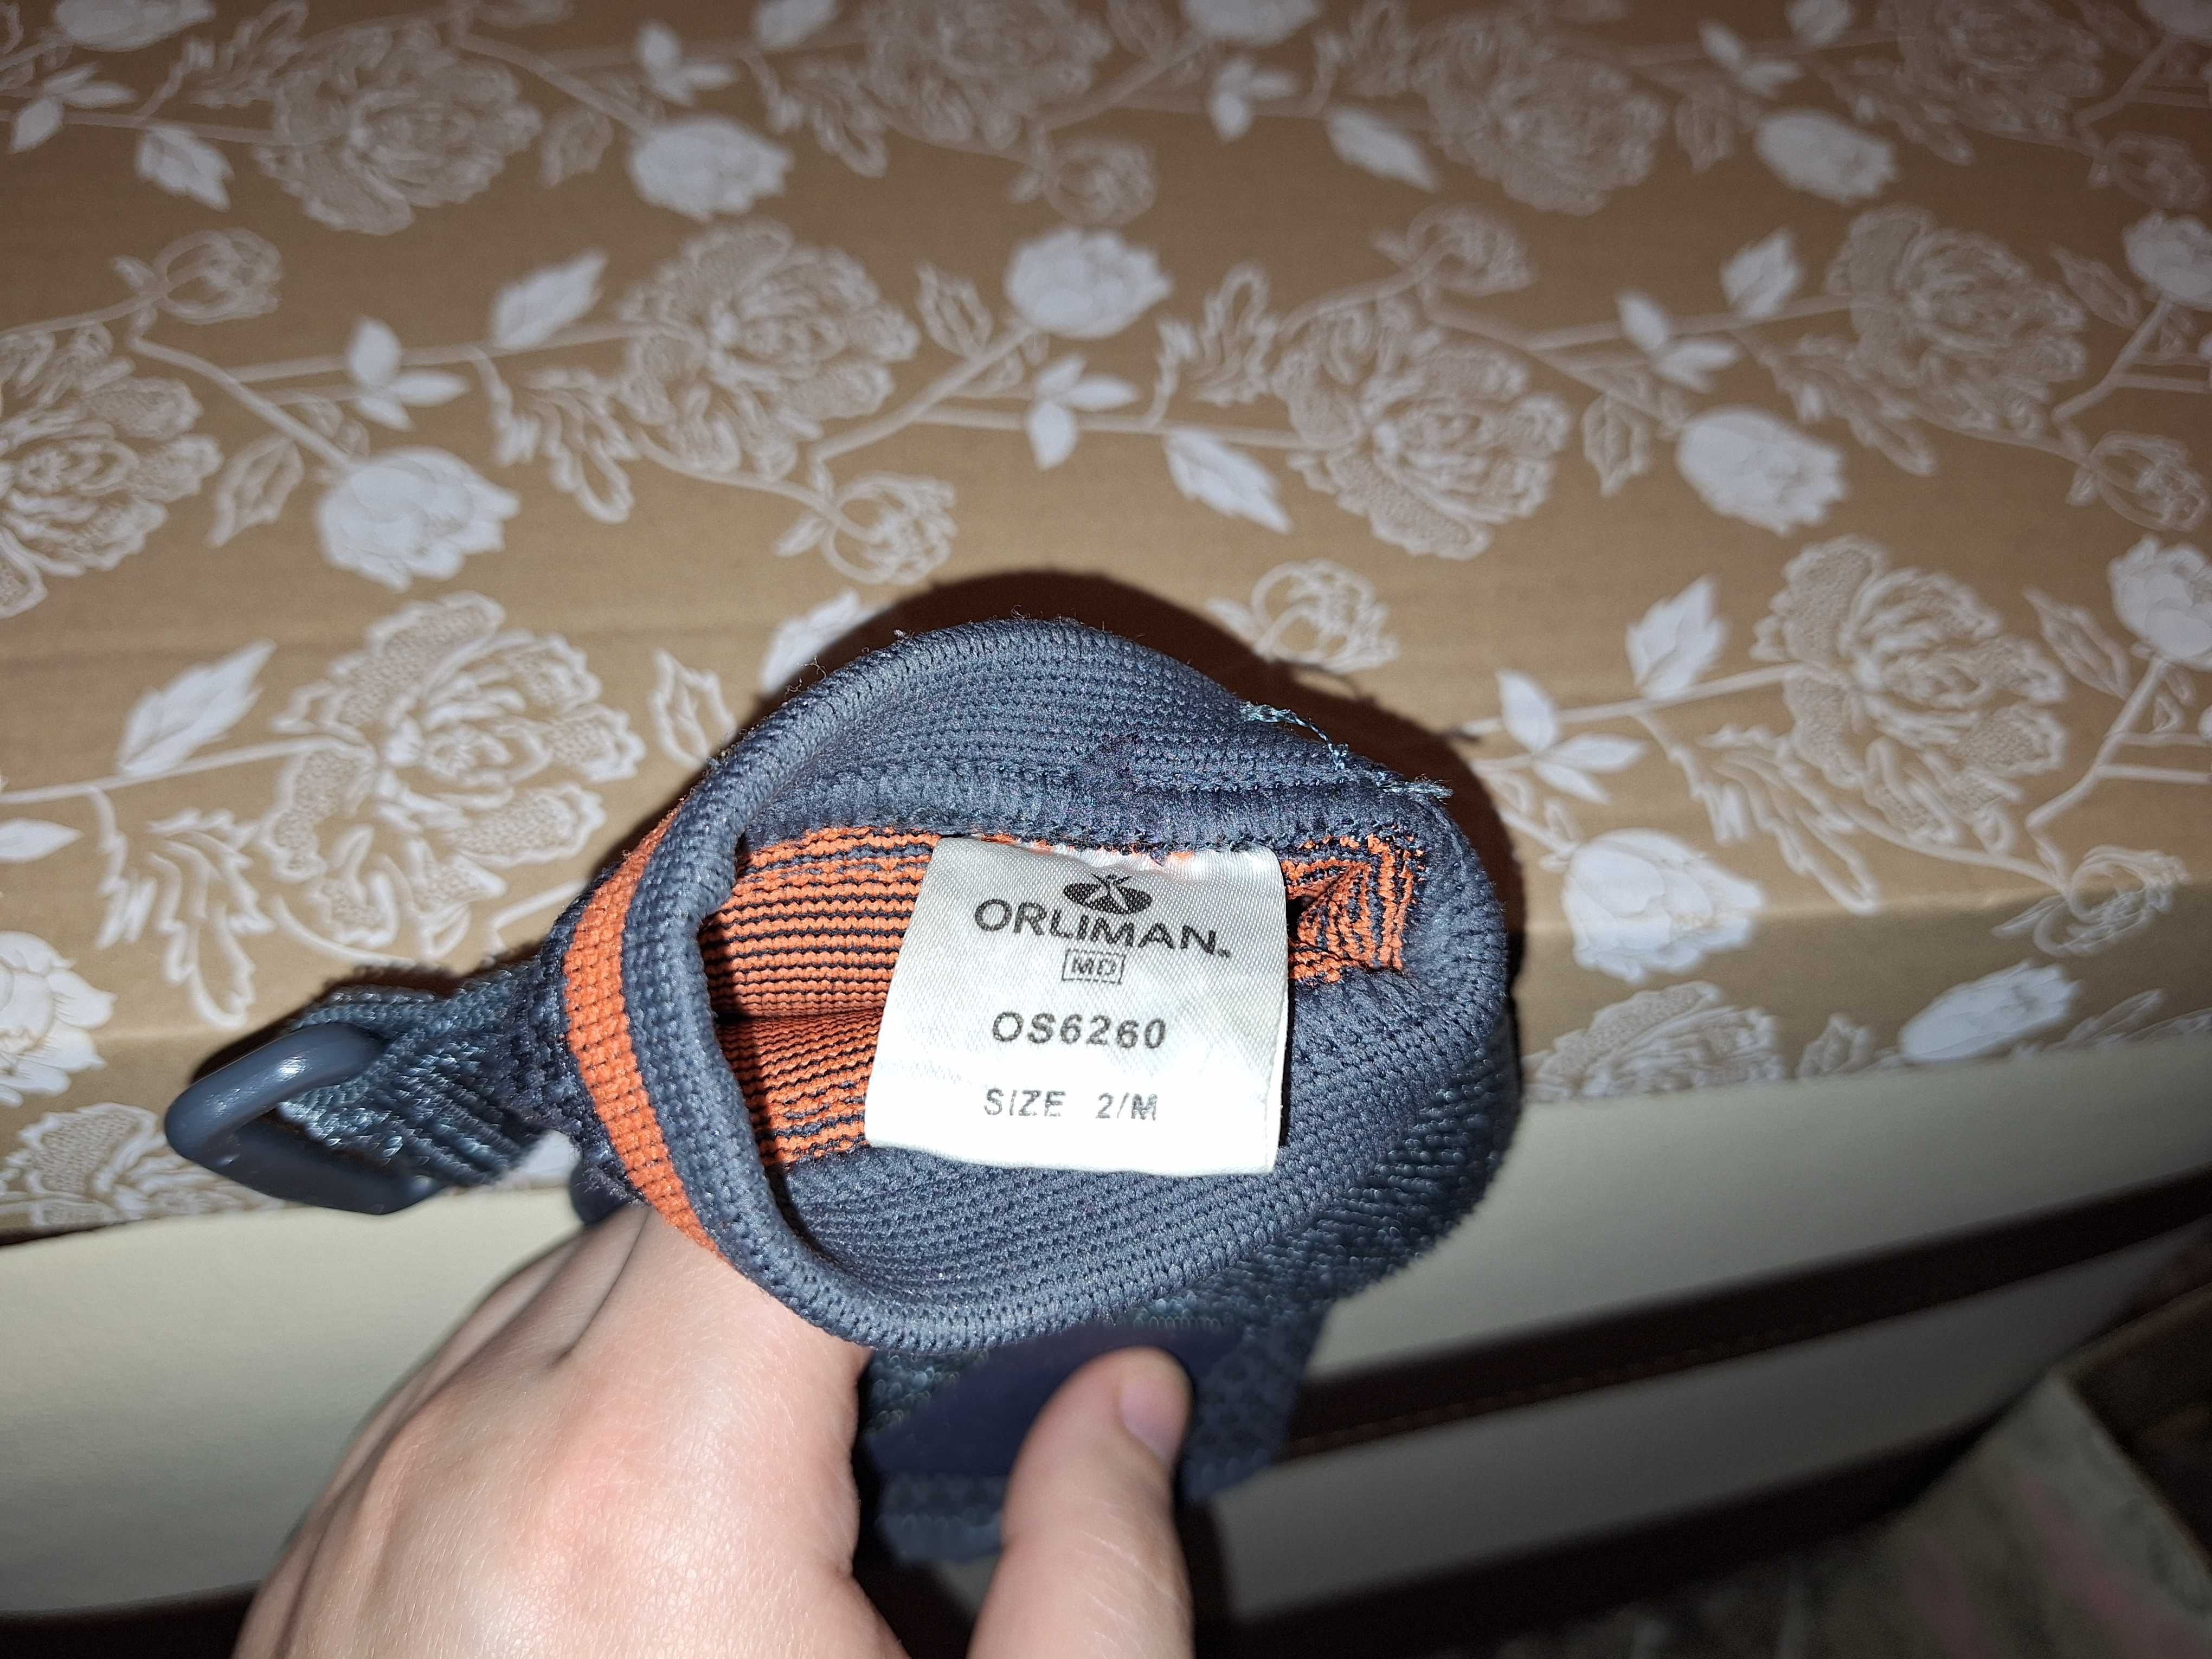 ORLIMAN.
MD
OS6260
SIZE 2/M